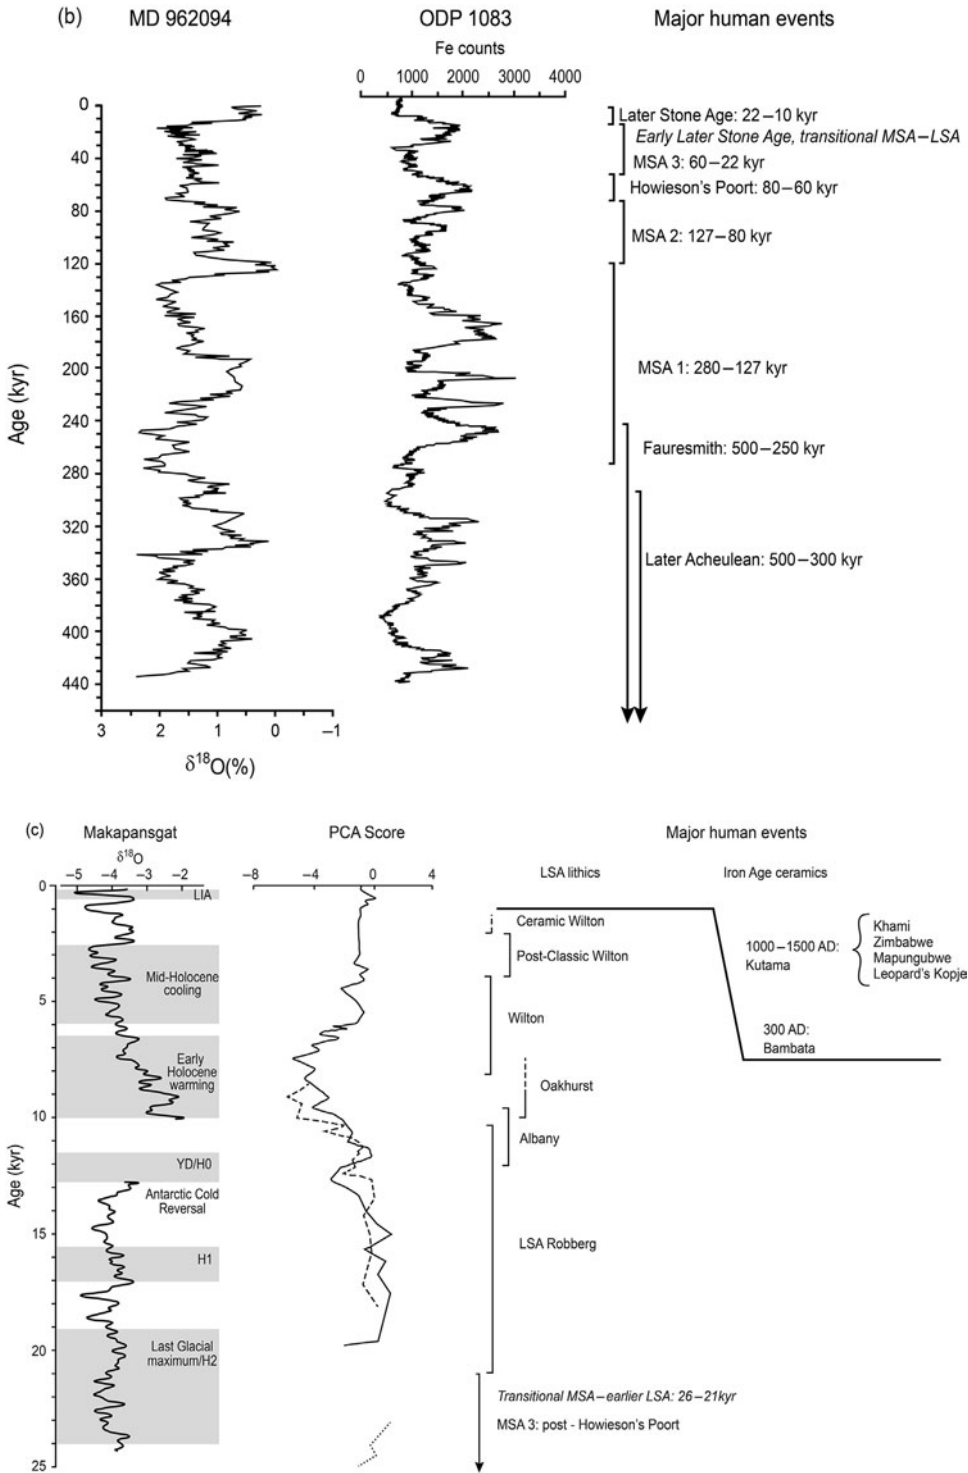 (b) MD 962094 ODP 1083 Major human events
Fe counts
0 1000 2000 3000 4000
0
40
80
120
160
200
240
280
320
360
400
440
Age (kyr)
3 2 1 0 –1
δ18O(%)
Later Stone Age: 22–10 kyr
Early Later Stone Age, transitional MSA–LSA
MSA 3: 60–22 kyr
Howieson's Poort: 80–60 kyr
MSA 2: 127–80 kyr
MSA 1: 280–127 kyr
Fauresmith: 500–250 kyr
Later Acheulean: 500–300 kyr
(c) Makapansgat PCA Score Major human events
δ18O
–5 –4 –3 –2
–8 –4 0 4
LSA lithics Iron Age ceramics
0
5
10
15
20
25
Age (kyr)
LIA
Mid-Holocene
cooling
Early
Holocene
warming
YD/H0
Antarctic Cold
Reversal
H1
Last Glacial
maximum/H2
Ceramic Wilton
Post-Classic Wilton
Wilton
Oakhurst
Albany
LSA Robberg
Transitional MSA–earlier LSA: 26–21kyr
MSA 3: post - Howieson's Poort
1000–1500 AD:
Kutama
Khami
Zimbabwe
Mapungubwe
Leopard's Kopje
300 AD:
Bambata